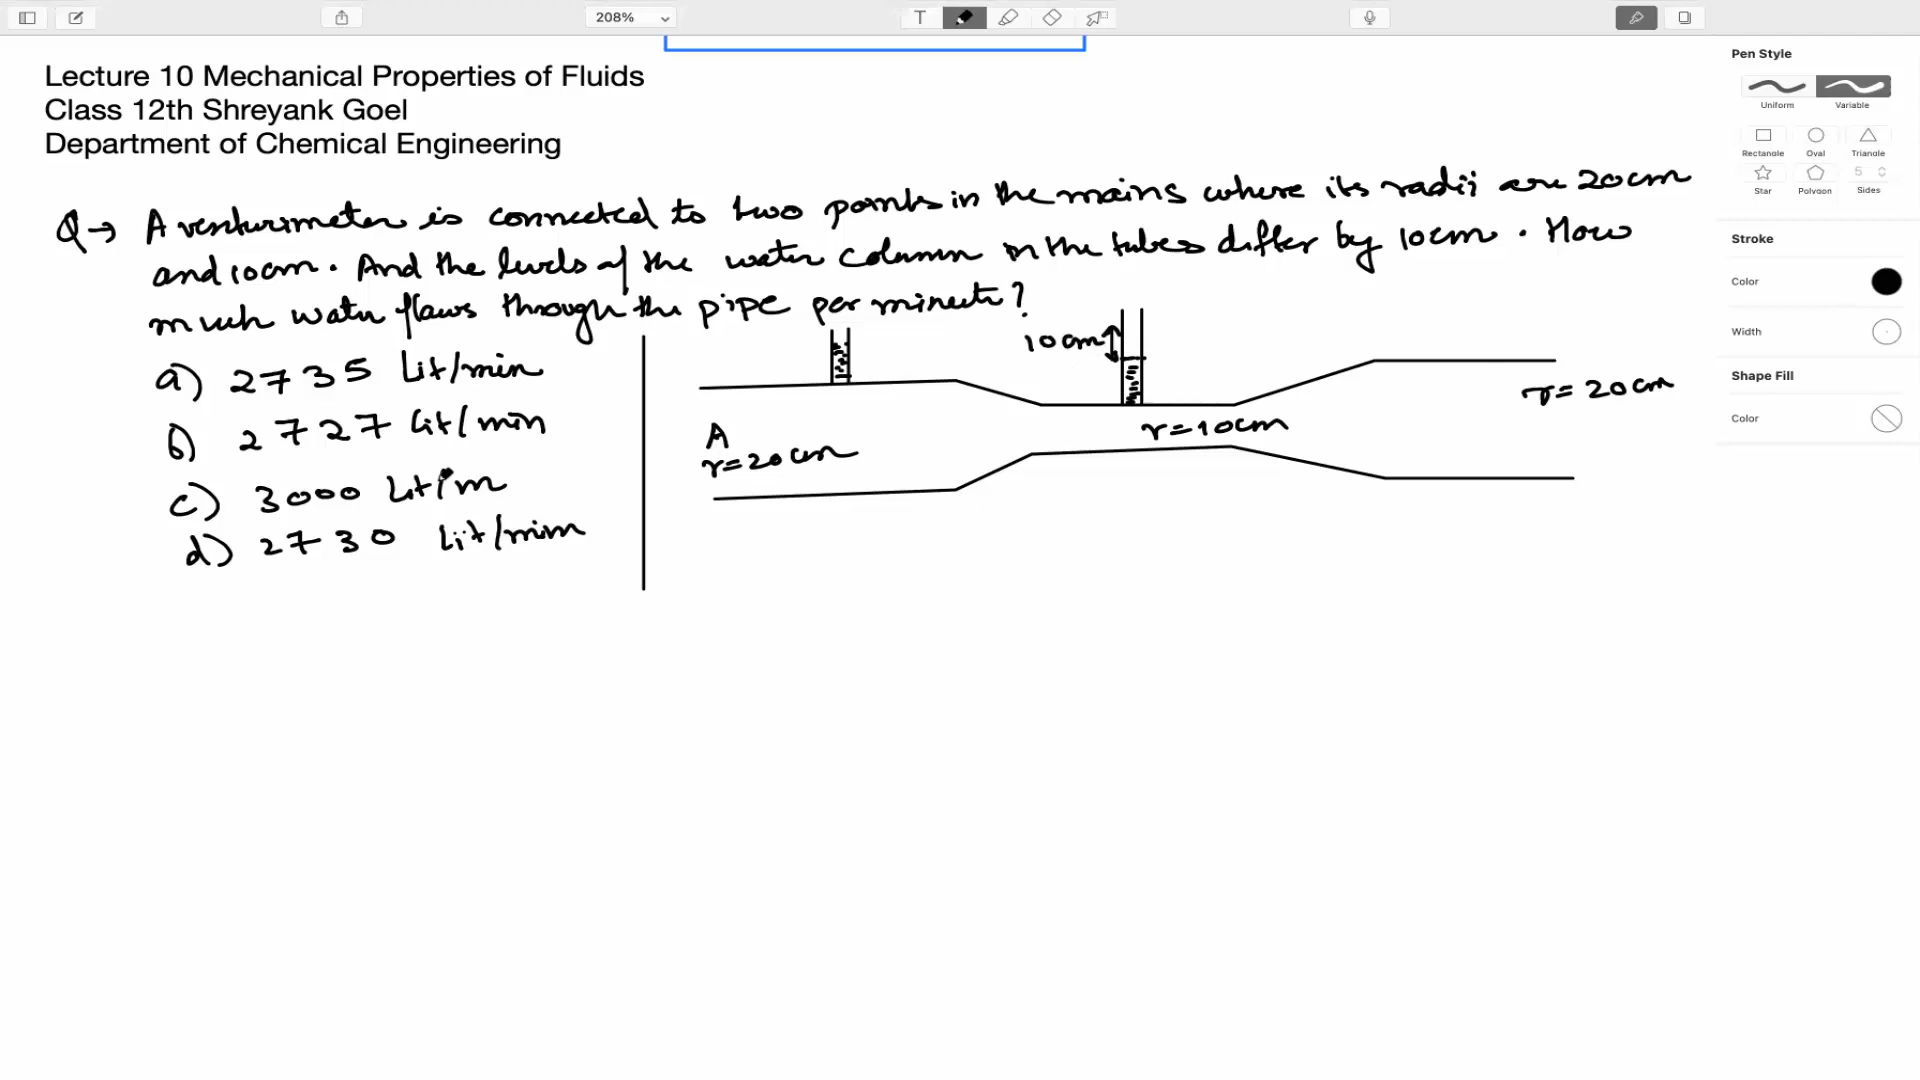 208%
T
Lecture 10 Mechanical Properties of Fluids
Class 12th Shreyank Goel
Department of Chemical Engineering
Q→ A venturimeter is connected to two points in the mains where its radii are 20cm
and 10cm. And the levels of the water column in the tubes differ by 10cm. How
much water flows through the pipe per minute?
a) 2735 Lit/min
b) 2727 Lit/min
c) 3000 Lit/m
d) 2730 Lit/min
10cm
A
r=20cm
r=10cm
r=20cm
Pen Style
Uniform Variable
Rectangle Oval Triangle
5
Star Polygon Sides
Stroke
Color
Width
Shape Fill
Color